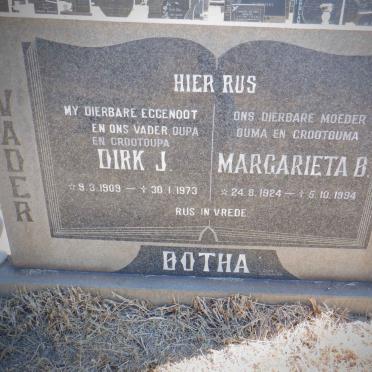 VADER
HIER RUS
MY DIERBARE EGGENOOT
EN ONS VADER, OUPA
EN GROOTOUPA
DIRK J.
☆ 9.3.1909 – ✝ 30.1.1973
ONS DIERBARE MOEDER
OUMA EN GROOTOUMA
MARGARIETA B.
☆ 24.8.1924 – ✝ 5.10.1994
RUS IN VREDE
BOTHA